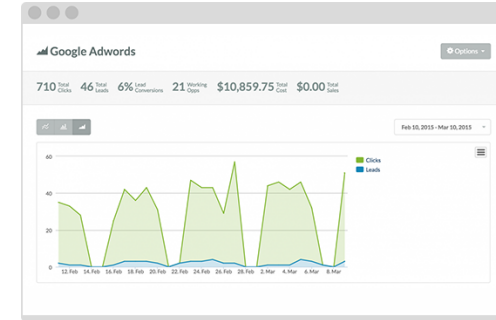 Google Adwords
Options
710 Total Clicks 46 Total Leads 6% Lead Conversions 21 Working Opps $10,859.75 Total Cost $0.00 Total Sales
Feb 10, 2015 - Mar 10, 2015
60
Clicks
Leads
40
20
0
12. Feb 14. Feb 16. Feb 18. Feb 20. Feb 22. Feb 24. Feb 26. Feb 28. Feb 2. Mar 4. Mar 6. Mar 8. Mar